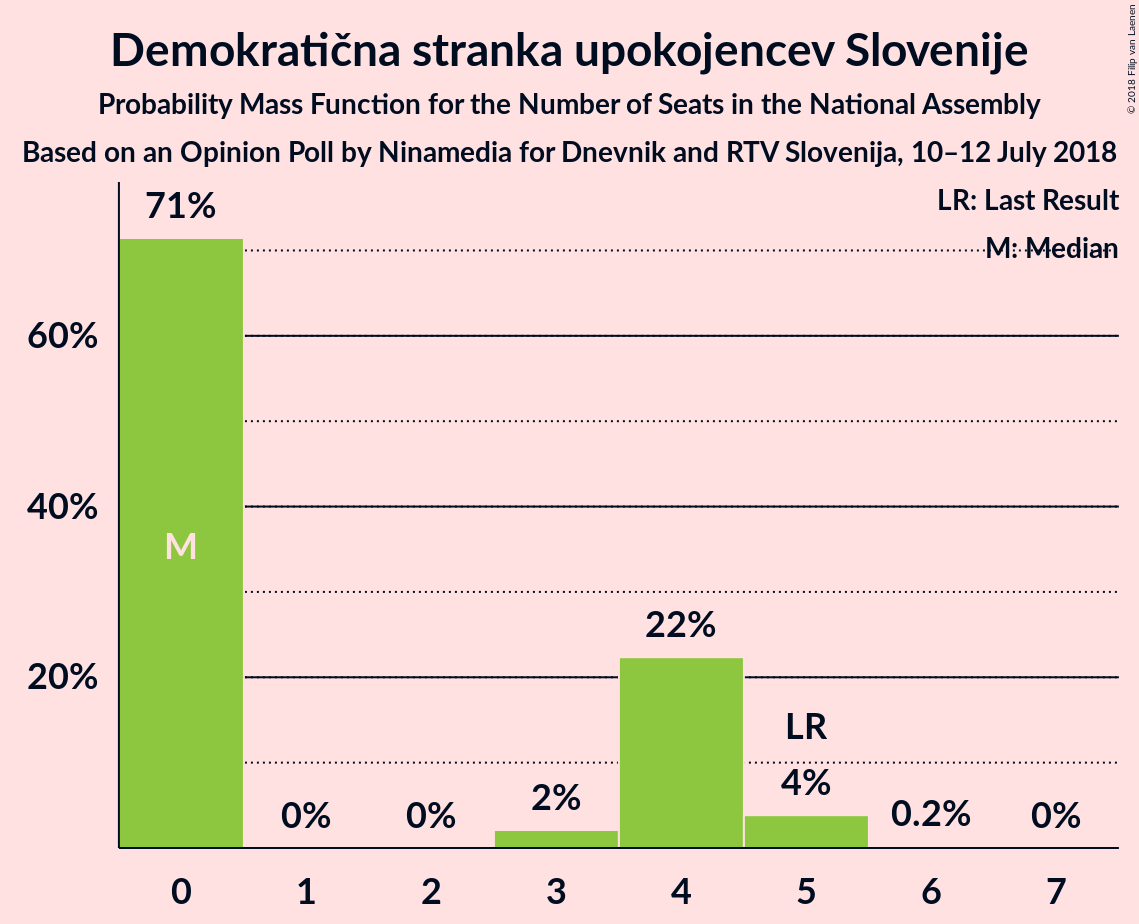 Demokratična stranka upokojencev Slovenije
Probability Mass Function for the Number of Seats in the National Assembly
Based on an Opinion Poll by Ninamedia for Dnevnik and RTV Slovenija, 10–12 July 2018
© 2018 Filip van Laenen
LR: Last Result
M: Median
71%
60%
40%
20%
M
0%
0%
2%
22%
LR
4%
0.2%
0%
0 1 2 3 4 5 6 7